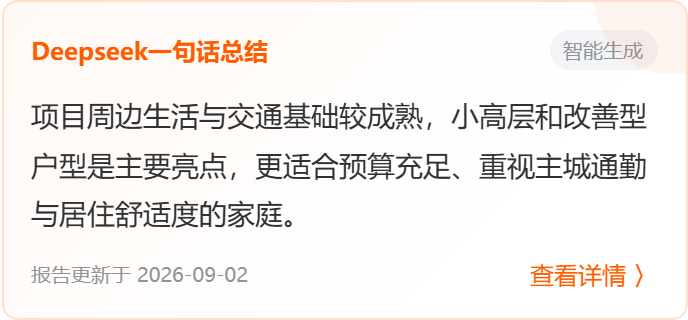 Deepseek一句话总结
智能生成
项目周边生活与交通基础较成熟，小高层和改善型
户型是主要亮点，更适合预算充足、重视主城通勤
与居住舒适度的家庭。
报告更新于 2026-09-02
查看详情 〉